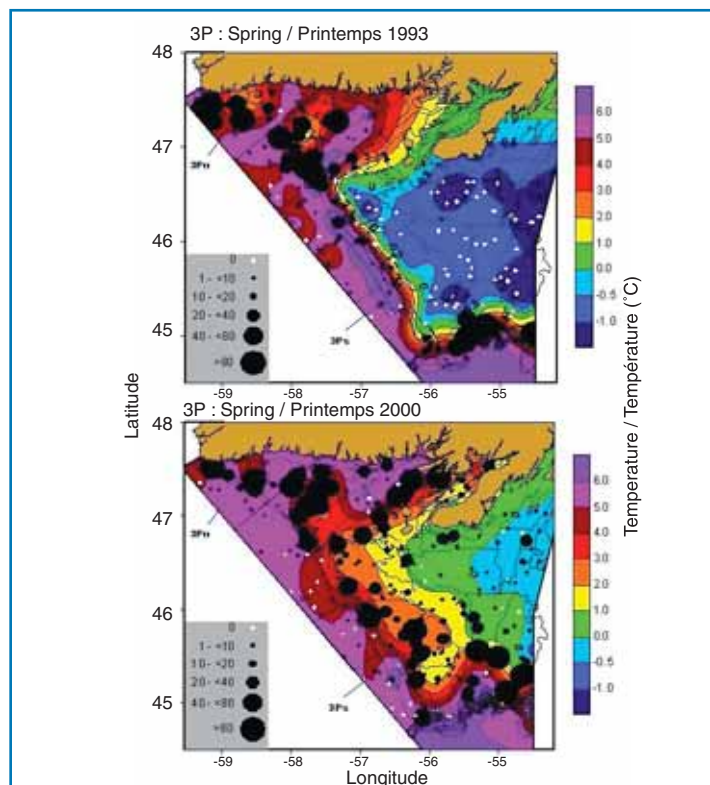 3P : Spring / Printemps 1993
48
47
46
45
3Pn
3Ps
0
1 - <10
10 - <20
20 - <40
40 - <80
+80
-59
-58
-57
-56
-55
6.0
5.0
4.0
3.0
2.0
1.0
0.0
-0.5
-1.0
Latitude
Temperature / Température (˚C)
3P : Spring / Printemps 2000
48
47
46
45
3Pn
3Ps
0
1 - <10
10 - <20
20 - <40
40 - <80
+80
-59
-58
-57
-56
-55
6.0
5.0
4.0
3.0
2.0
1.0
0.0
-0.5
-1.0
Longitude